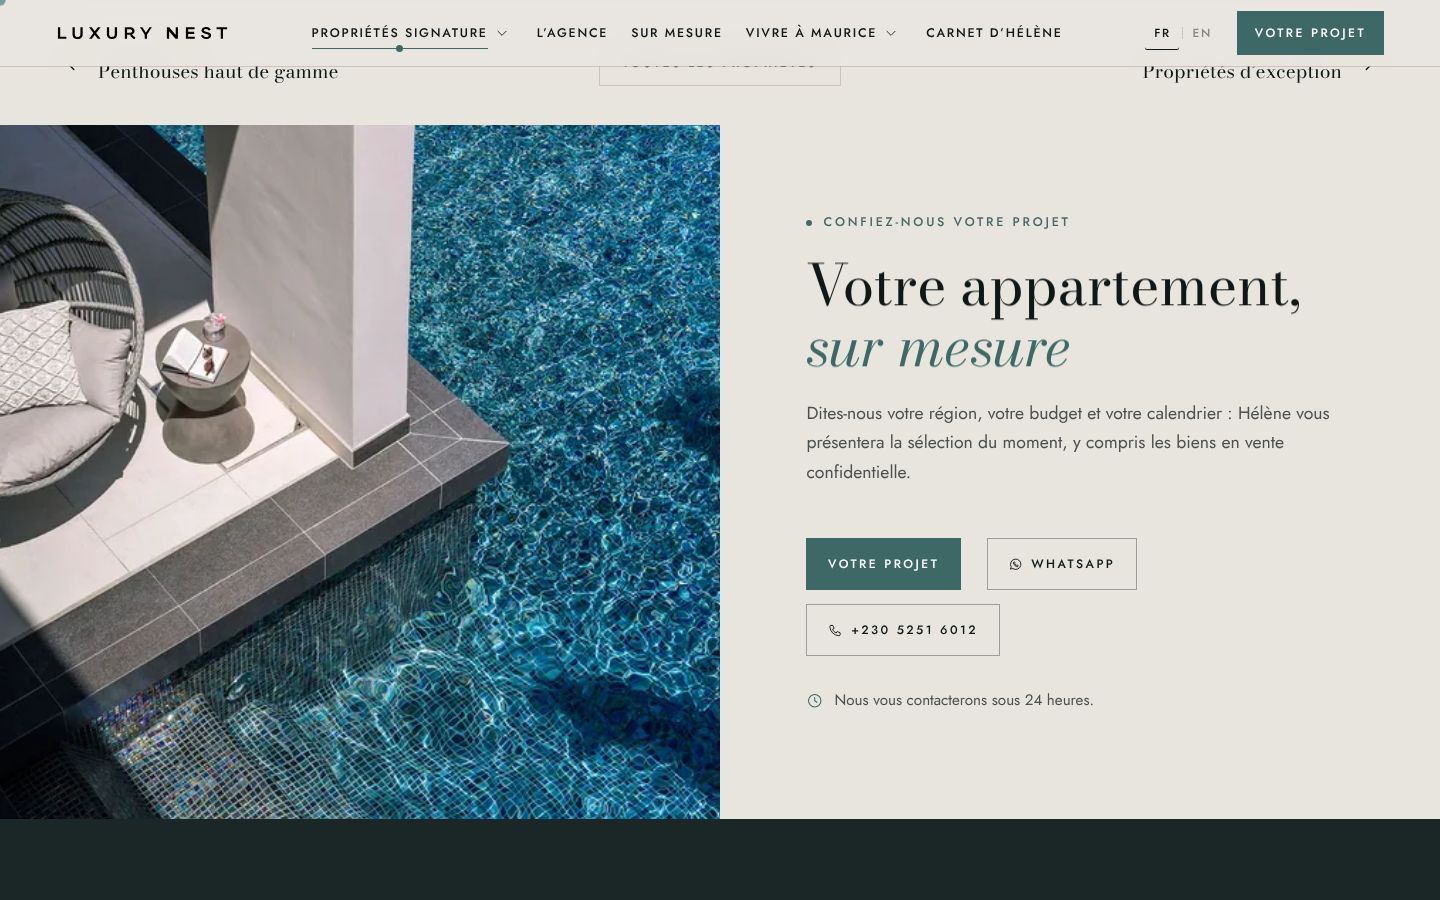 LUXURY NEST
PROPRIÉTÉS SIGNATURE
L'AGENCE
SUR MESURE
VIVRE À MAURICE
CARNET D'HÉLÈNE
FR
EN
VOTRE PROJET
Penthouses haut de gamme
Propriétés d'exception
CONFIEZ-NOUS VOTRE PROJET
Votre appartement,
sur mesure
Dites-nous votre région, votre budget et votre calendrier : Hélène vous
présentera la sélection du moment, y compris les biens en vente
confidentielle.
VOTRE PROJET
WHATSAPP
+230 5251 6012
Nous vous contacterons sous 24 heures.